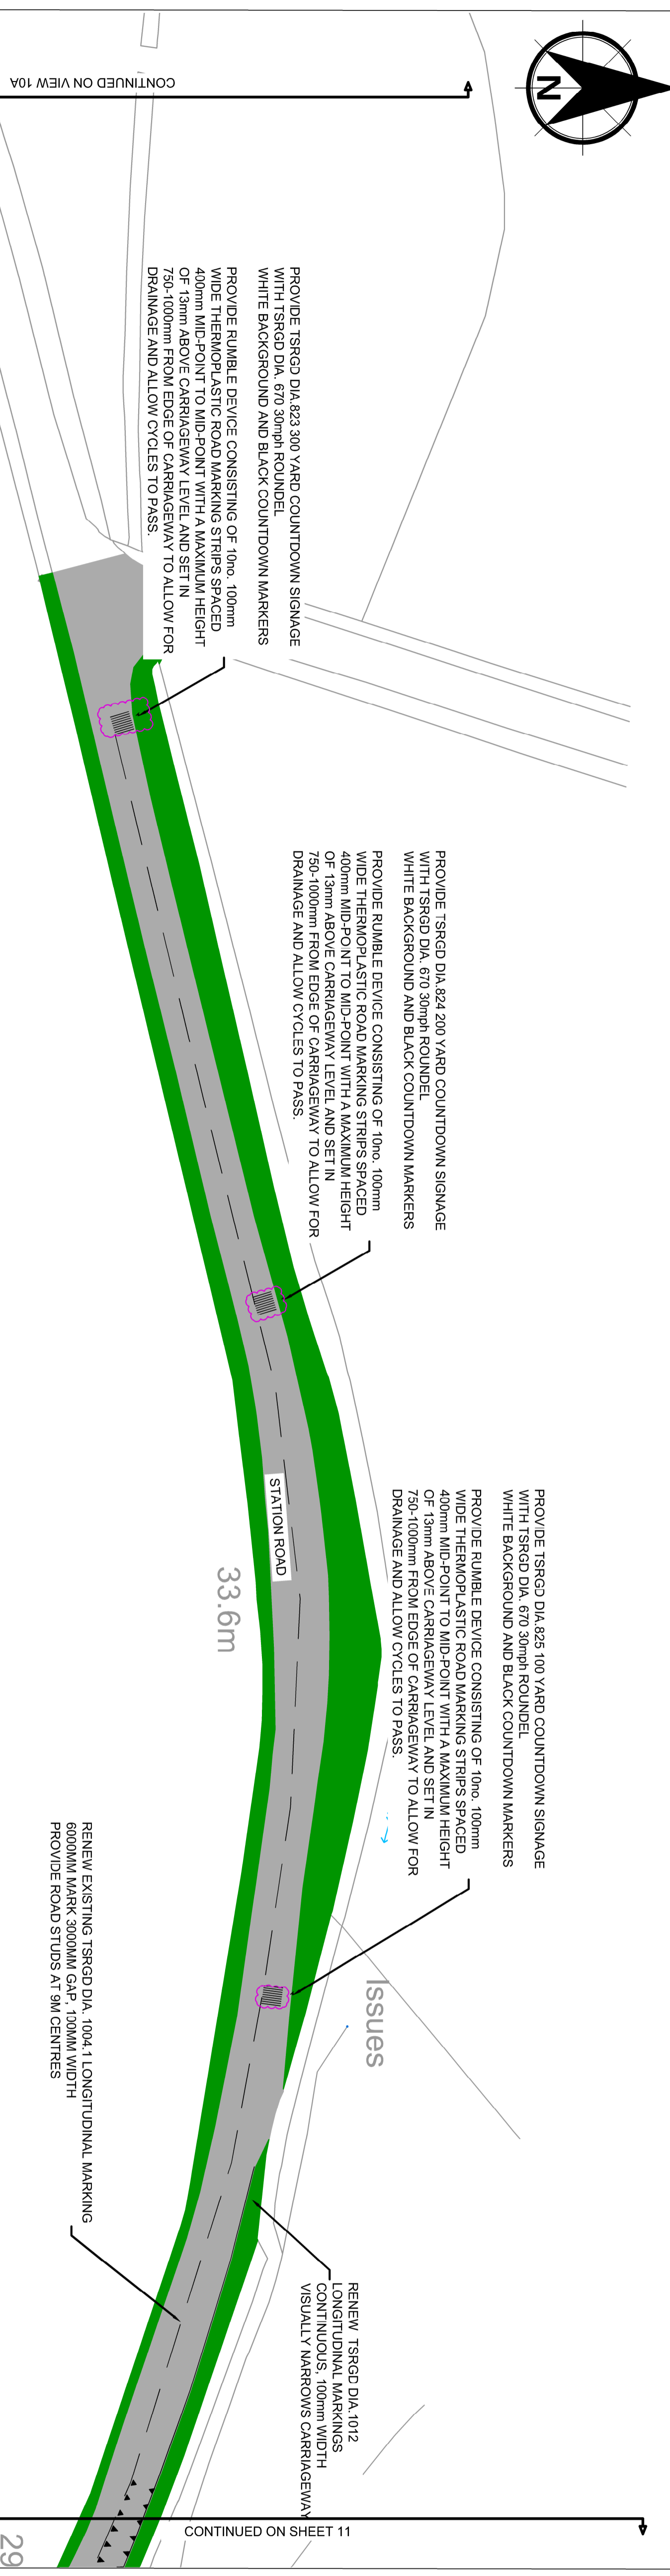 N
CONTINUED ON VIEW 10A
PROVIDE TSRGD DIA.823 300 YARD COUNTDOWN SIGNAGE
WITH TSRGD DIA. 670 30mph ROUNDEL
WHITE BACKGROUND AND BLACK COUNTDOWN MARKERS
PROVIDE RUMBLE DEVICE CONSISTING OF 10no. 100mm
WIDE THERMOPLASTIC ROAD MARKING STRIPS SPACED
400mm MID-POINT TO MID-POINT WITH A MAXIMUM HEIGHT
OF 13mm ABOVE CARRIAGEWAY LEVEL AND SET IN
750-1000mm FROM EDGE OF CARRIAGEWAY TO ALLOW FOR
DRAINAGE AND ALLOW CYCLES TO PASS.
PROVIDE TSRGD DIA.824 200 YARD COUNTDOWN SIGNAGE
WITH TSRGD DIA. 670 30mph ROUNDEL
WHITE BACKGROUND AND BLACK COUNTDOWN MARKERS
PROVIDE RUMBLE DEVICE CONSISTING OF 10no. 100mm
WIDE THERMOPLASTIC ROAD MARKING STRIPS SPACED
400mm MID-POINT TO MID-POINT WITH A MAXIMUM HEIGHT
OF 13mm ABOVE CARRIAGEWAY LEVEL AND SET IN
750-1000mm FROM EDGE OF CARRIAGEWAY TO ALLOW FOR
DRAINAGE AND ALLOW CYCLES TO PASS.
STATION ROAD
33.6m
PROVIDE TSRGD DIA.825 100 YARD COUNTDOWN SIGNAGE
WITH TSRGD DIA. 670 30mph ROUNDEL
WHITE BACKGROUND AND BLACK COUNTDOWN MARKERS
PROVIDE RUMBLE DEVICE CONSISTING OF 10no. 100mm
WIDE THERMOPLASTIC ROAD MARKING STRIPS SPACED
400mm MID-POINT TO MID-POINT WITH A MAXIMUM HEIGHT
OF 13mm ABOVE CARRIAGEWAY LEVEL AND SET IN
750-1000mm FROM EDGE OF CARRIAGEWAY TO ALLOW FOR
DRAINAGE AND ALLOW CYCLES TO PASS.
Issues
RENEW EXISTING TSRGD DIA. 1004.1 LONGITUDINAL MARKING
6000MM MARK 3000MM GAP, 100MM WIDTH
PROVIDE ROAD STUDS AT 9M CENTRES
RENEW TSRGD DIA.1012
LONGITUDINAL MARKINGS
CONTINUOUS, 100mm WIDTH
VISUALLY NARROWS CARRIAGEWAY
CONTINUED ON SHEET 11
29